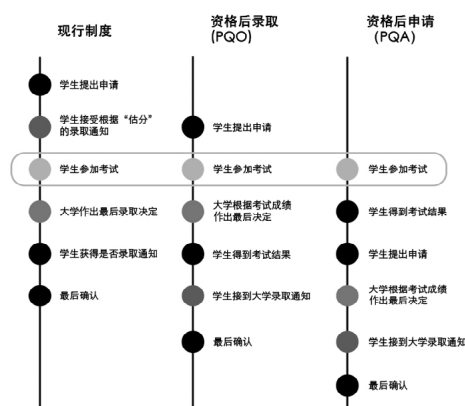 现行制度
学生提出申请
学生接受根据“估分”
的录取通知
学生参加考试
大学作出最后录取决定
学生获得是否录取通知
最后确认
资格后录取
(PQO)
学生提出申请
学生参加考试
大学根据考试成绩
作出最后决定
学生得到考试结果
学生接到大学录取通知
最后确认
资格后申请
(PQA)
学生参加考试
学生得到考试结果
学生提出申请
大学根据考试成绩
作出最后决定
学生接到大学录取通知
最后确认